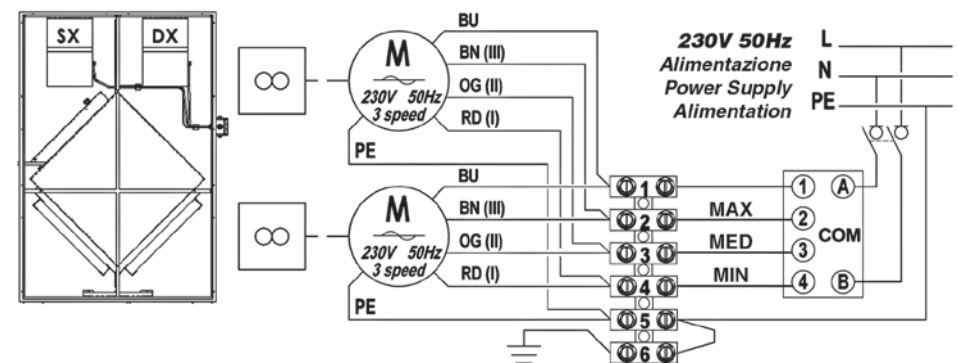 SX DX
M
230V 50Hz
3 speed
BU
BN (III)
OG (II)
RD (I)
PE
M
230V 50Hz
3 speed
BU
BN (III)
OG (II)
RD (I)
PE
230V 50Hz
Alimentazione
Power Supply
Alimentation
L
N
PE
1
2
3
4
5
6
MAX
MED
MIN
1 A
2
COM
3
4 B